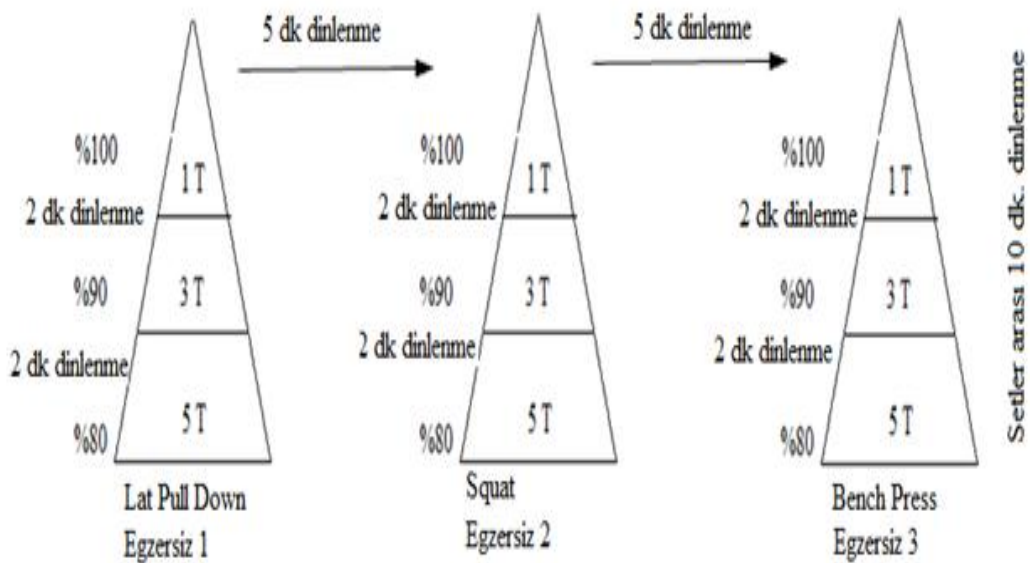 5 dk dinlenme
5 dk dinlenme
%100
1 T
2 dk dinlenme
%90
3 T
2 dk dinlenme
%80
5 T
Lat Pull Down
Egzersiz 1
%100
1 T
2 dk dinlenme
%90
3 T
2 dk dinlenme
%80
5 T
Squat
Egzersiz 2
%100
1 T
2 dk dinlenme
%90
3 T
2 dk dinlenme
%80
5 T
Bench Press
Egzersiz 3
Setler arası 10 dk. dinlenme